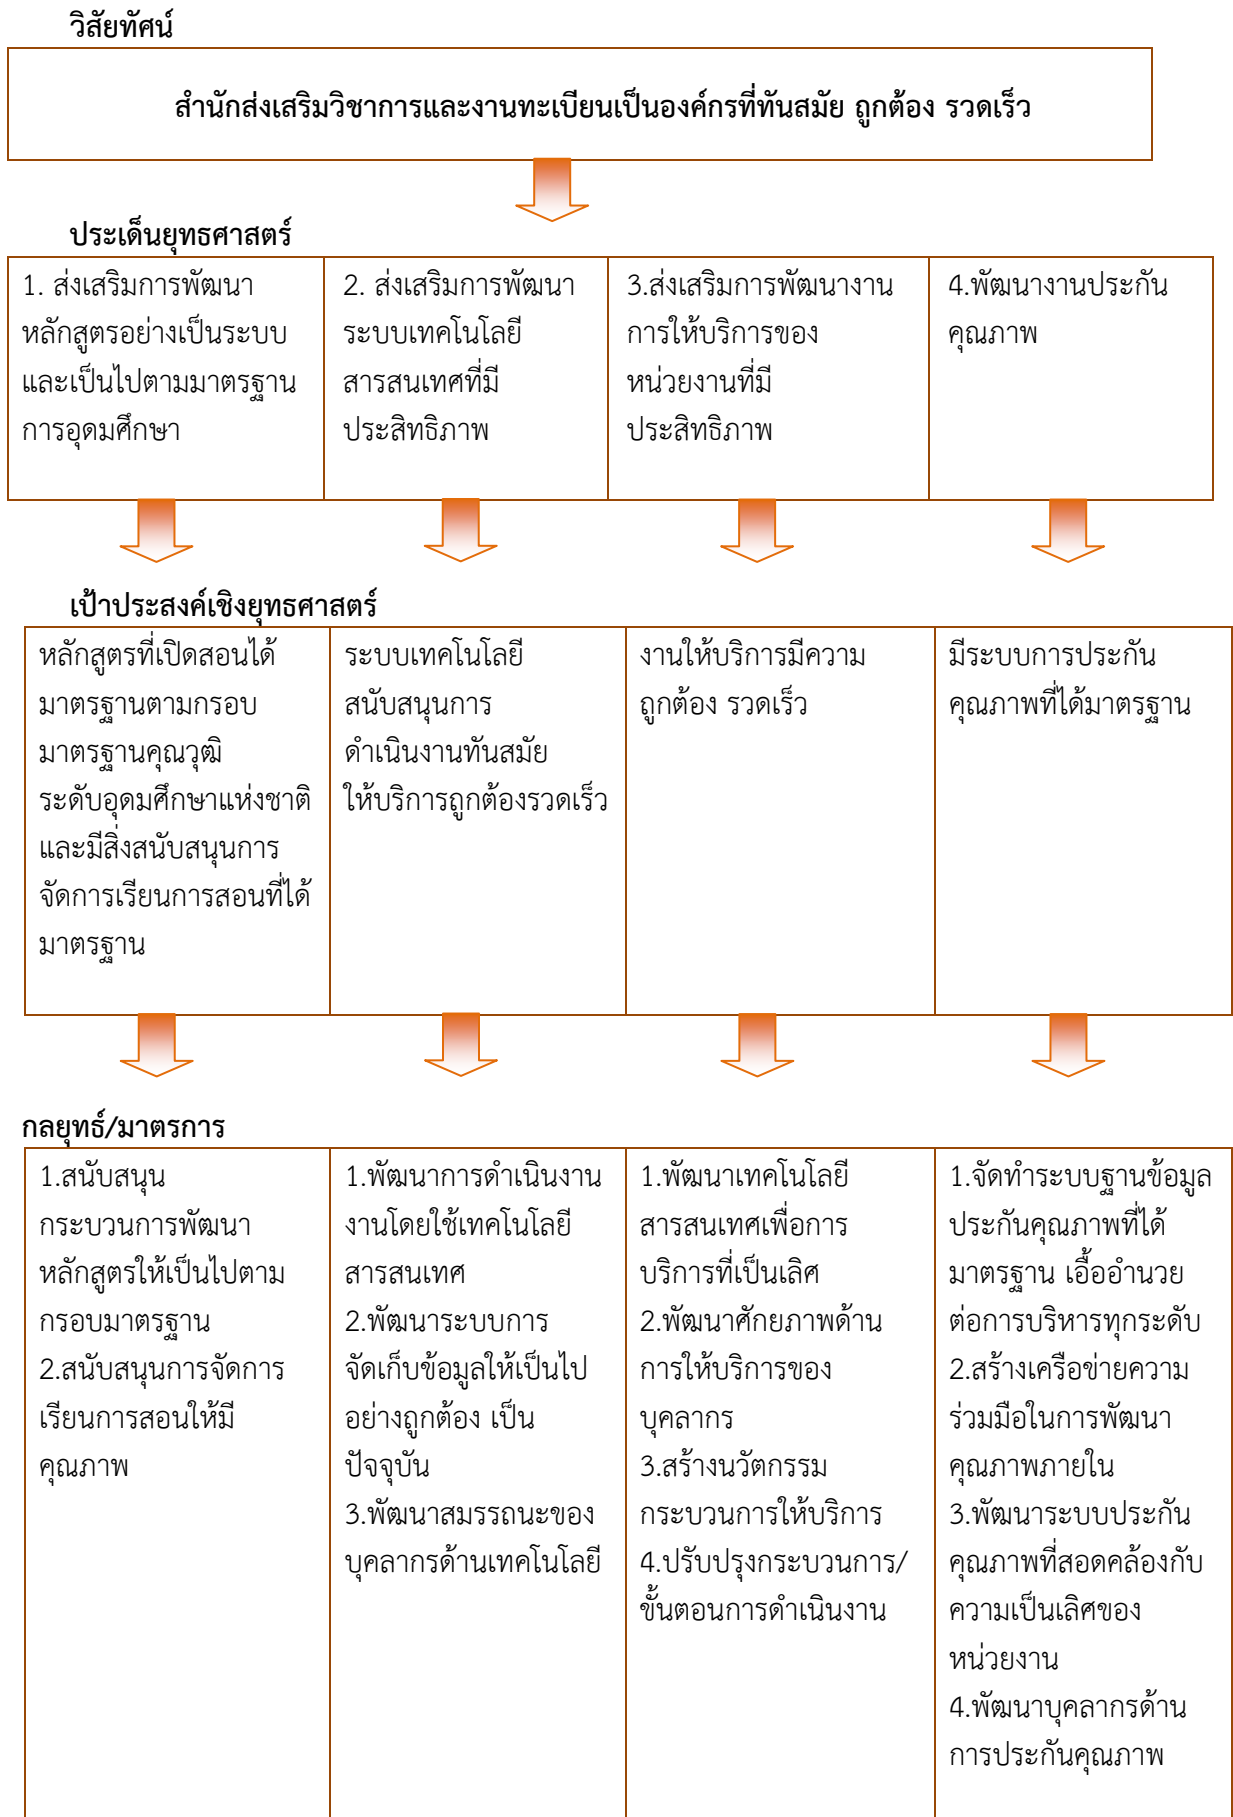 วิสัยทัศน์
สำนักส่งเสริมวิชาการและงานทะเบียนเป็นองค์กรที่ทันสมัย ถูกต้อง รวดเร็ว
ประเด็นยุทธศาสตร์
1. ส่งเสริมการพัฒนา
หลักสูตรอย่างเป็นระบบ
และเป็นไปตามมาตรฐาน
การอุดมศึกษา
2. ส่งเสริมการพัฒนา
ระบบเทคโนโลยี
สารสนเทศที่มี
ประสิทธิภาพ
3.ส่งเสริมการพัฒนางาน
การให้บริการของ
หน่วยงานที่มี
ประสิทธิภาพ
4.พัฒนางานประกัน
คุณภาพ
เป้าประสงค์เชิงยุทธศาสตร์
หลักสูตรที่เปิดสอนได้
มาตรฐานตามกรอบ
มาตรฐานคุณวุฒิ
ระดับอุดมศึกษาแห่งชาติ
และมีสิ่งสนับสนุนการ
จัดการเรียนการสอนที่ได้
มาตรฐาน
ระบบเทคโนโลยี
สนับสนุนการ
ดำเนินงานทันสมัย
ให้บริการถูกต้องรวดเร็ว
งานให้บริการมีความ
ถูกต้อง รวดเร็ว
มีระบบการประกัน
คุณภาพที่ได้มาตรฐาน
กลยุทธ์/มาตรการ
1.สนับสนุน
กระบวนการพัฒนา
หลักสูตรให้เป็นไปตาม
กรอบมาตรฐาน
2.สนับสนุนการจัดการ
เรียนการสอนให้มี
คุณภาพ
1.พัฒนาการดำเนินงาน
งานโดยใช้เทคโนโลยี
สารสนเทศ
2.พัฒนาระบบการ
จัดเก็บข้อมูลให้เป็นไป
อย่างถูกต้อง เป็น
ปัจจุบัน
3.พัฒนาสมรรถนะของ
บุคลากรด้านเทคโนโลยี
1.พัฒนาเทคโนโลยี
สารสนเทศเพื่อการ
บริการที่เป็นเลิศ
2.พัฒนาศักยภาพด้าน
การให้บริการของ
บุคลากร
3.สร้างนวัตกรรม
กระบวนการให้บริการ
4.ปรับปรุงกระบวนการ/
ขั้นตอนการดำเนินงาน
1.จัดทำระบบฐานข้อมูล
ประกันคุณภาพที่ได้
มาตรฐาน เอื้ออำนวย
ต่อการบริหารทุกระดับ
2.สร้างเครือข่ายความ
ร่วมมือในการพัฒนา
คุณภาพภายใน
3.พัฒนาระบบประกัน
คุณภาพที่สอดคล้องกับ
ความเป็นเลิศของ
หน่วยงาน
4.พัฒนาบุคลากรด้าน
การประกันคุณภาพ